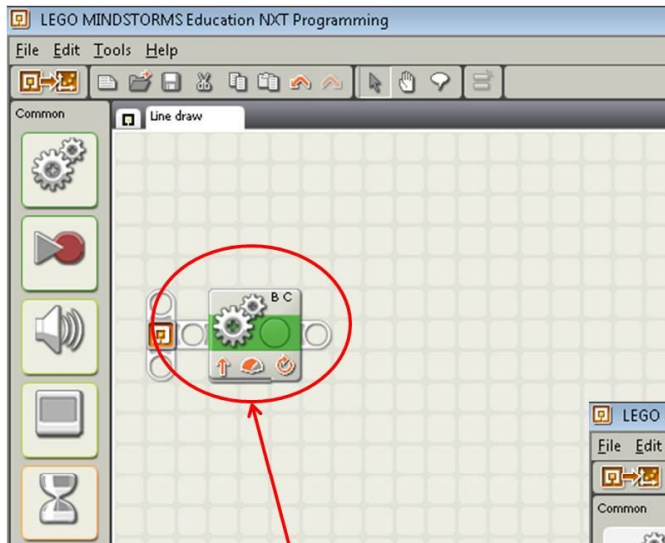 LEGO MINDSTORMS Education NXT Programming
File Edit Tools Help
Common
Line draw
B C
LEGO
File Edit
Common